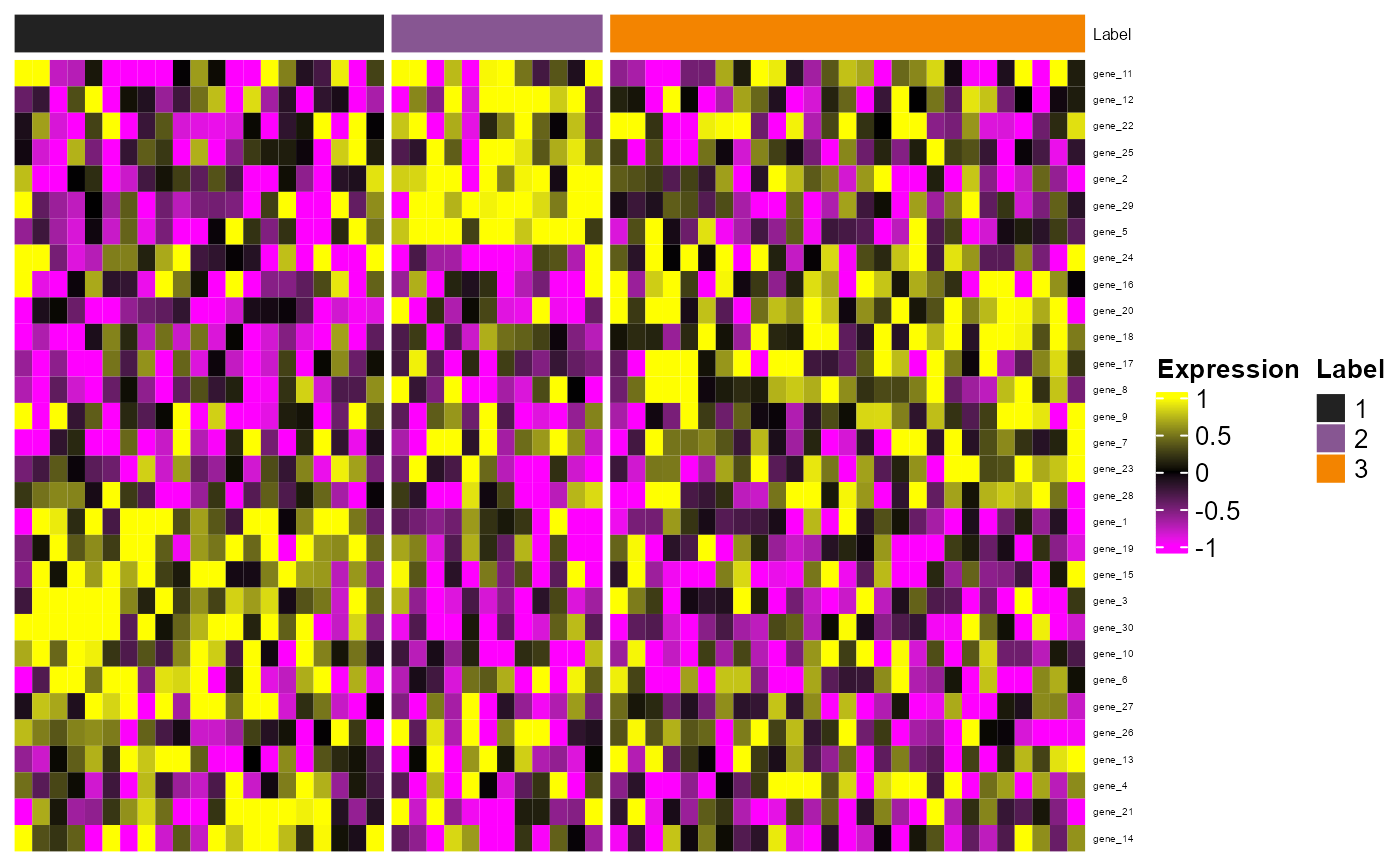 Label
gene_11
gene_12
gene_22
gene_25
gene_2
gene_29
gene_5
gene_24
gene_16
gene_20
gene_18
gene_17
gene_8
gene_9
gene_7
gene_23
gene_28
gene_1
gene_19
gene_15
gene_3
gene_30
gene_10
gene_6
gene_27
gene_26
gene_13
gene_4
gene_21
gene_14
Expression
1
0.5
0
-0.5
-1
Label
1
2
3